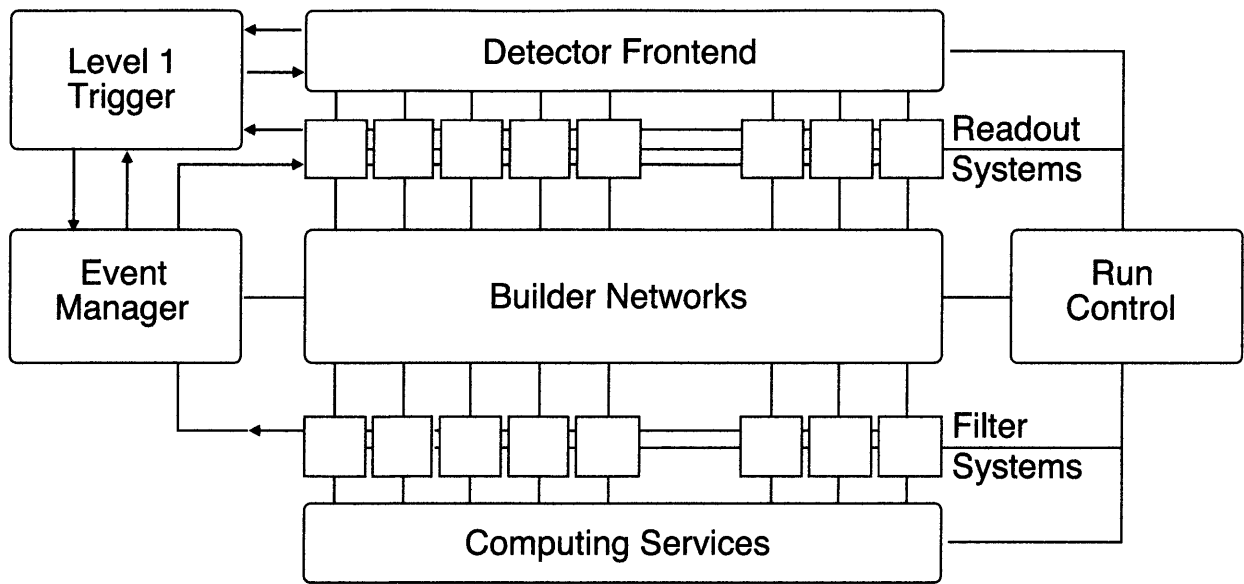 Level 1
Trigger
Detector Frontend
Readout
Systems
Event
Manager
Builder Networks
Run
Control
Filter
Systems
Computing Services